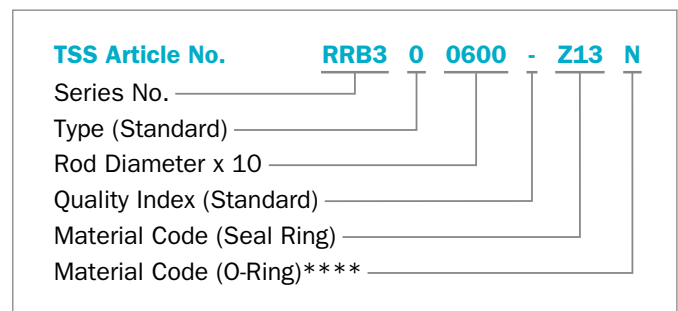 TSS Article No. RRB3 0 0600 - Z13 N
Series No.
Type (Standard)
Rod Diameter x 10
Quality Index (Standard)
Material Code (Seal Ring)
Material Code (O-Ring)****